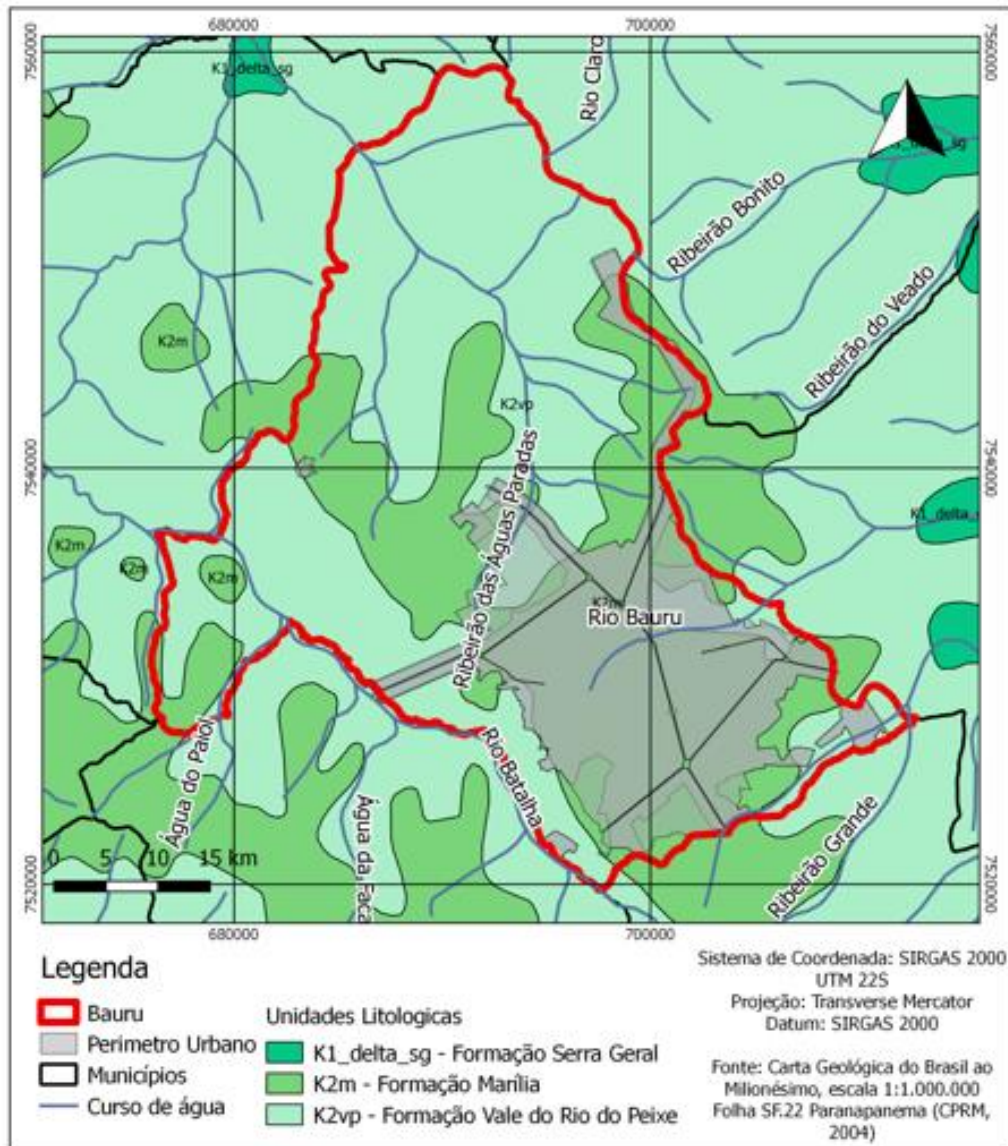 680000
700000
7560000
7560000
K1_delta_sg
Rio Claro
Ribeirão Bonito
Ribeirão do Veado
K2m
K2vp
7540000
7540000
Ribeirão das Águas Paradas
K1_delta_
K2m
K2m
K2m
Rio Bauru
Água do Paiol
Rio Batalha
Água da Faca
Ribeirão Grande
0 5 10 15 km
7520000
7520000
680000
700000
Legenda
Bauru
Perimetro Urbano
Municípios
Curso de água
Unidades Litologicas
K1_delta_sg - Formação Serra Geral
K2m - Formação Marília
K2vp - Formação Vale do Rio do Peixe
Sistema de Coordenada: SIRGAS 2000
UTM 22S
Projeção: Transverse Mercator
Datum: SIRGAS 2000
Fonte: Carta Geológica do Brasil ao
Milionésimo, escala 1:1.000.000
Folha SF.22 Paranapanema (CPRM,
2004)